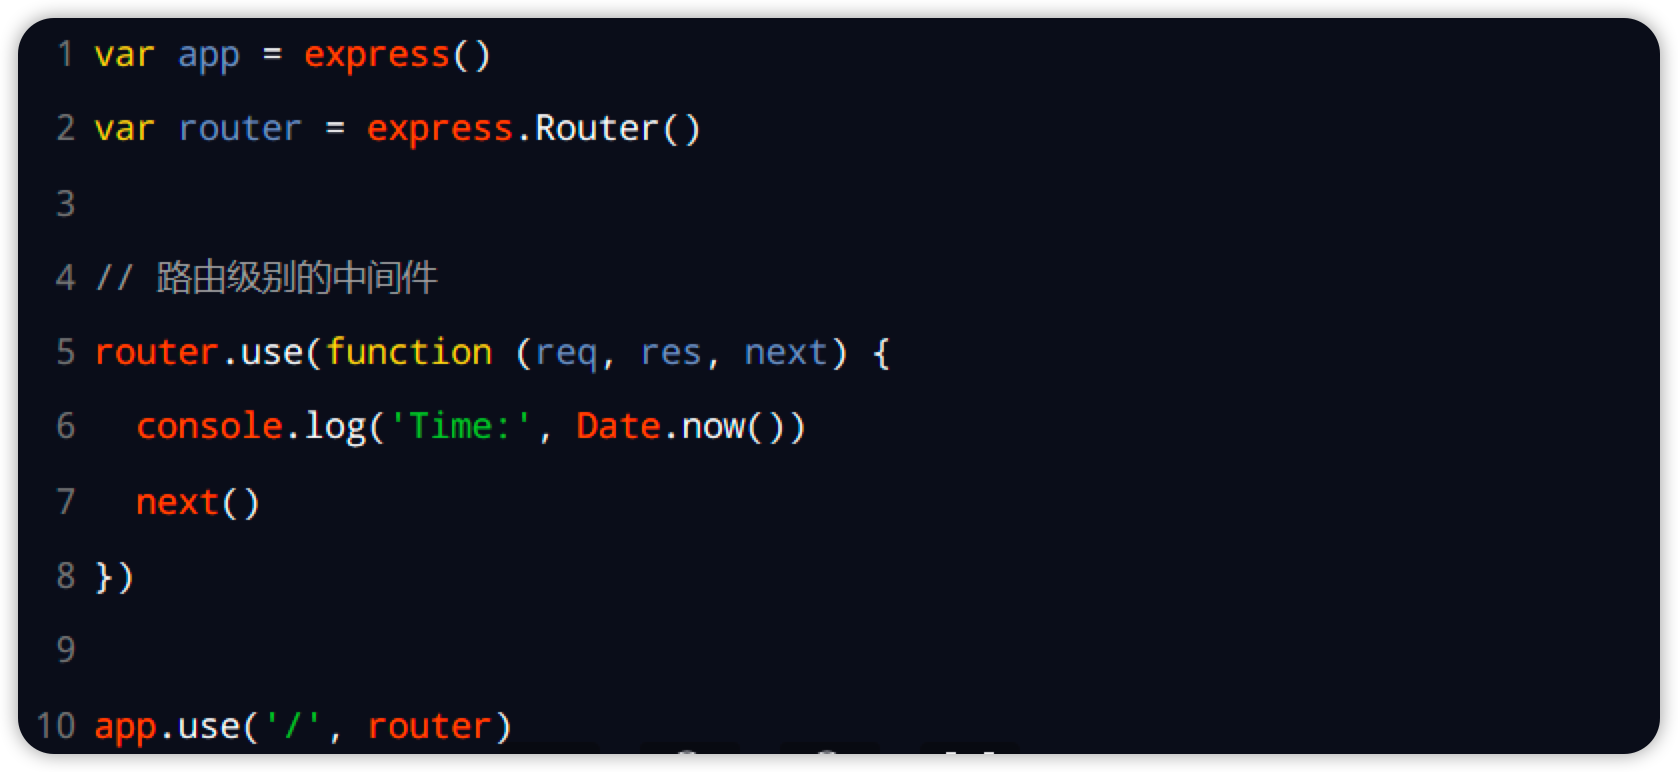 1 var app = express()
2 var router = express.Router()
3
4 // 路由级别的中间件
5 router.use(function (req, res, next) {
6   console.log('Time:', Date.now())
7   next()
8 })
9
10 app.use('/', router)